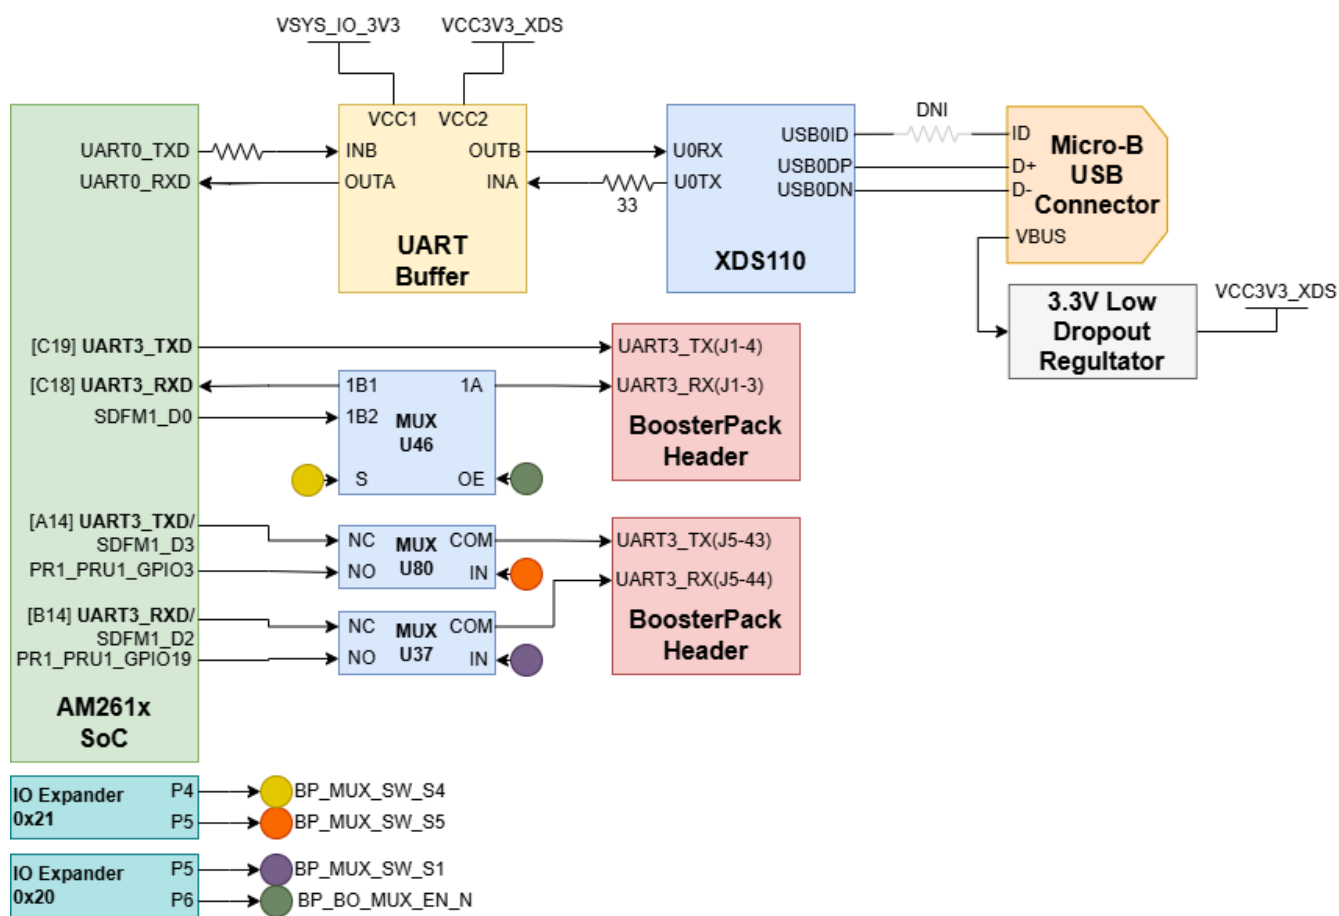 VSYS_IO_3V3
VCC3V3_XDS
VCC1 VCC2
UART0_TXD
INB
OUTB
UART0_RXD
OUTA
INA
33
UART
Buffer
U0RX
U0TX
USB0ID
USB0DP
USB0DN
XDS110
DNI
ID
D+
D-
VBUS
Micro-B
USB
Connector
3.3V Low
Dropout
Regultator
VCC3V3_XDS
[C19] UART3_TXD
[C18] UART3_RXD
SDFM1_D0
1B1
1A
1B2
MUX
U46
S
OE
UART3_TX(J1-4)
UART3_RX(J1-3)
BoosterPack
Header
[A14] UART3_TXD/
SDFM1_D3
PR1_PRU1_GPIO3
NC
COM
MUX
U80
NO
IN
[B14] UART3_RXD/
SDFM1_D2
PR1_PRU1_GPIO19
NC
COM
MUX
U37
NO
IN
UART3_TX(J5-43)
UART3_RX(J5-44)
BoosterPack
Header
AM261x
SoC
IO Expander
0x21
P4
BP_MUX_SW_S4
P5
BP_MUX_SW_S5
IO Expander
0x20
P5
BP_MUX_SW_S1
P6
BP_BO_MUX_EN_N